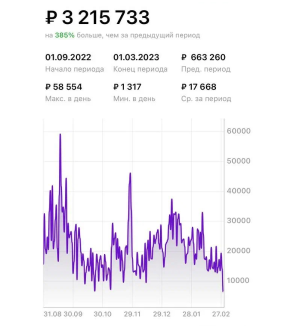 ₽ 3 215 733
на 385% больше, чем за предыдущий период
01.09.2022 01.03.2023 ₽ 663 260
Начало периода Конец периода Пред. период
₽ 58 554 ₽ 1 317 ₽ 17 668
Макс. в день Мин. в день Ср. за период
60000
50000
40000
30000
20000
10000
31.08 30.09 30.10 29.11 29.12 28.01 27.02